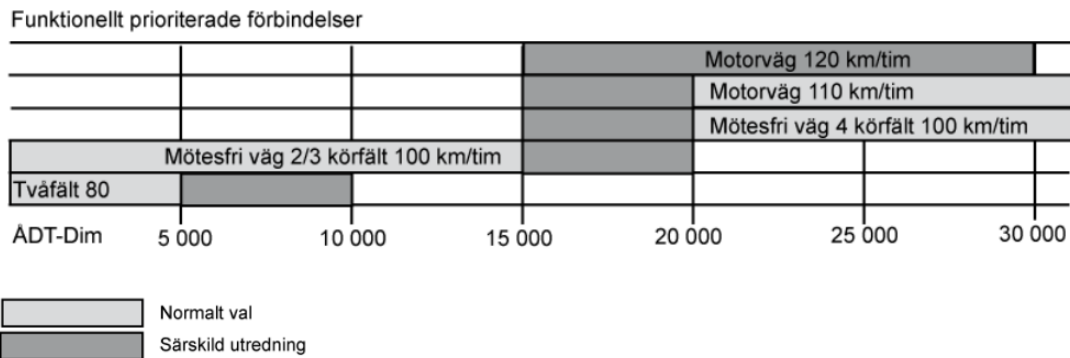 Funktionellt prioriterade förbindelser
Motorväg 120 km/tim
Motorväg 110 km/tim
Mötesfri väg 4 körfält 100 km/tim
Mötesfri väg 2/3 körfält 100 km/tim
Tvåfält 80
ÅDT-Dim 5 000 10 000 15 000 20 000 25 000 30 000
Normalt val
Särskild utredning